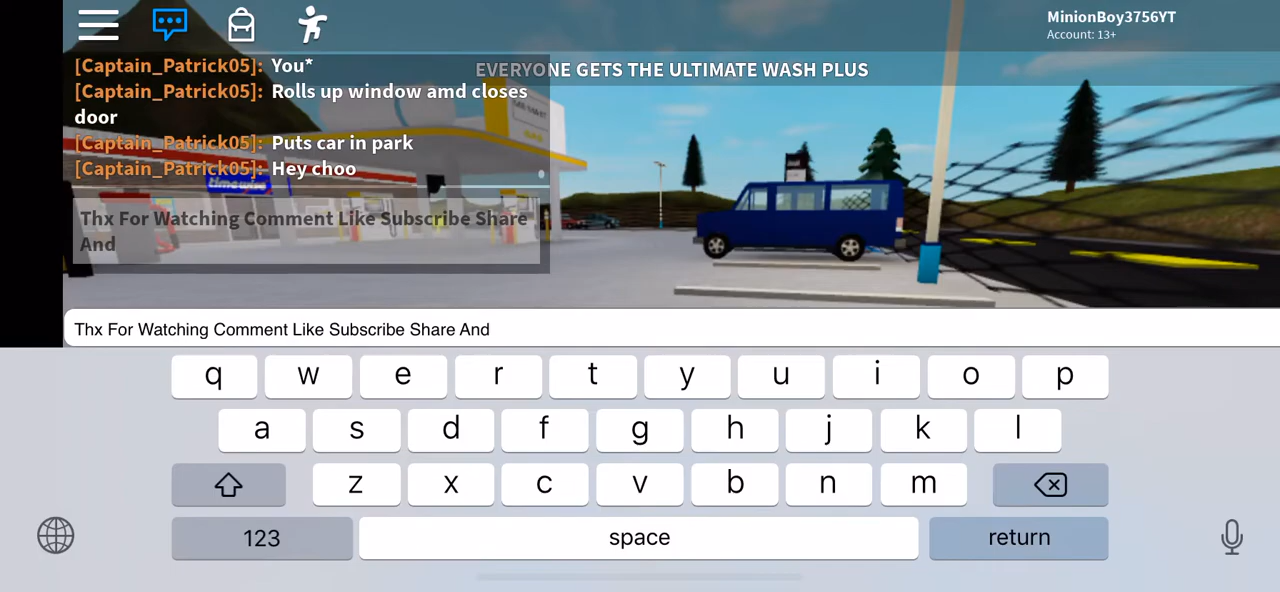 MinionBoy3756YT
Account: 13+
[Captain_Patrick05]: You*
EVERYONE GETS THE ULTIMATE WASH PLUS
[Captain_Patrick05]: Rolls up window amd closes
door
[Captain_Patrick05]: Puts car in park
[Captain_Patrick05]: Hey choo
timewise
Thx For Watching Comment Like Subscribe Share
And
Thx For Watching Comment Like Subscribe Share And
q w e r t y u i o p
a s d f g h j k l
z x c v b n m
123 space return